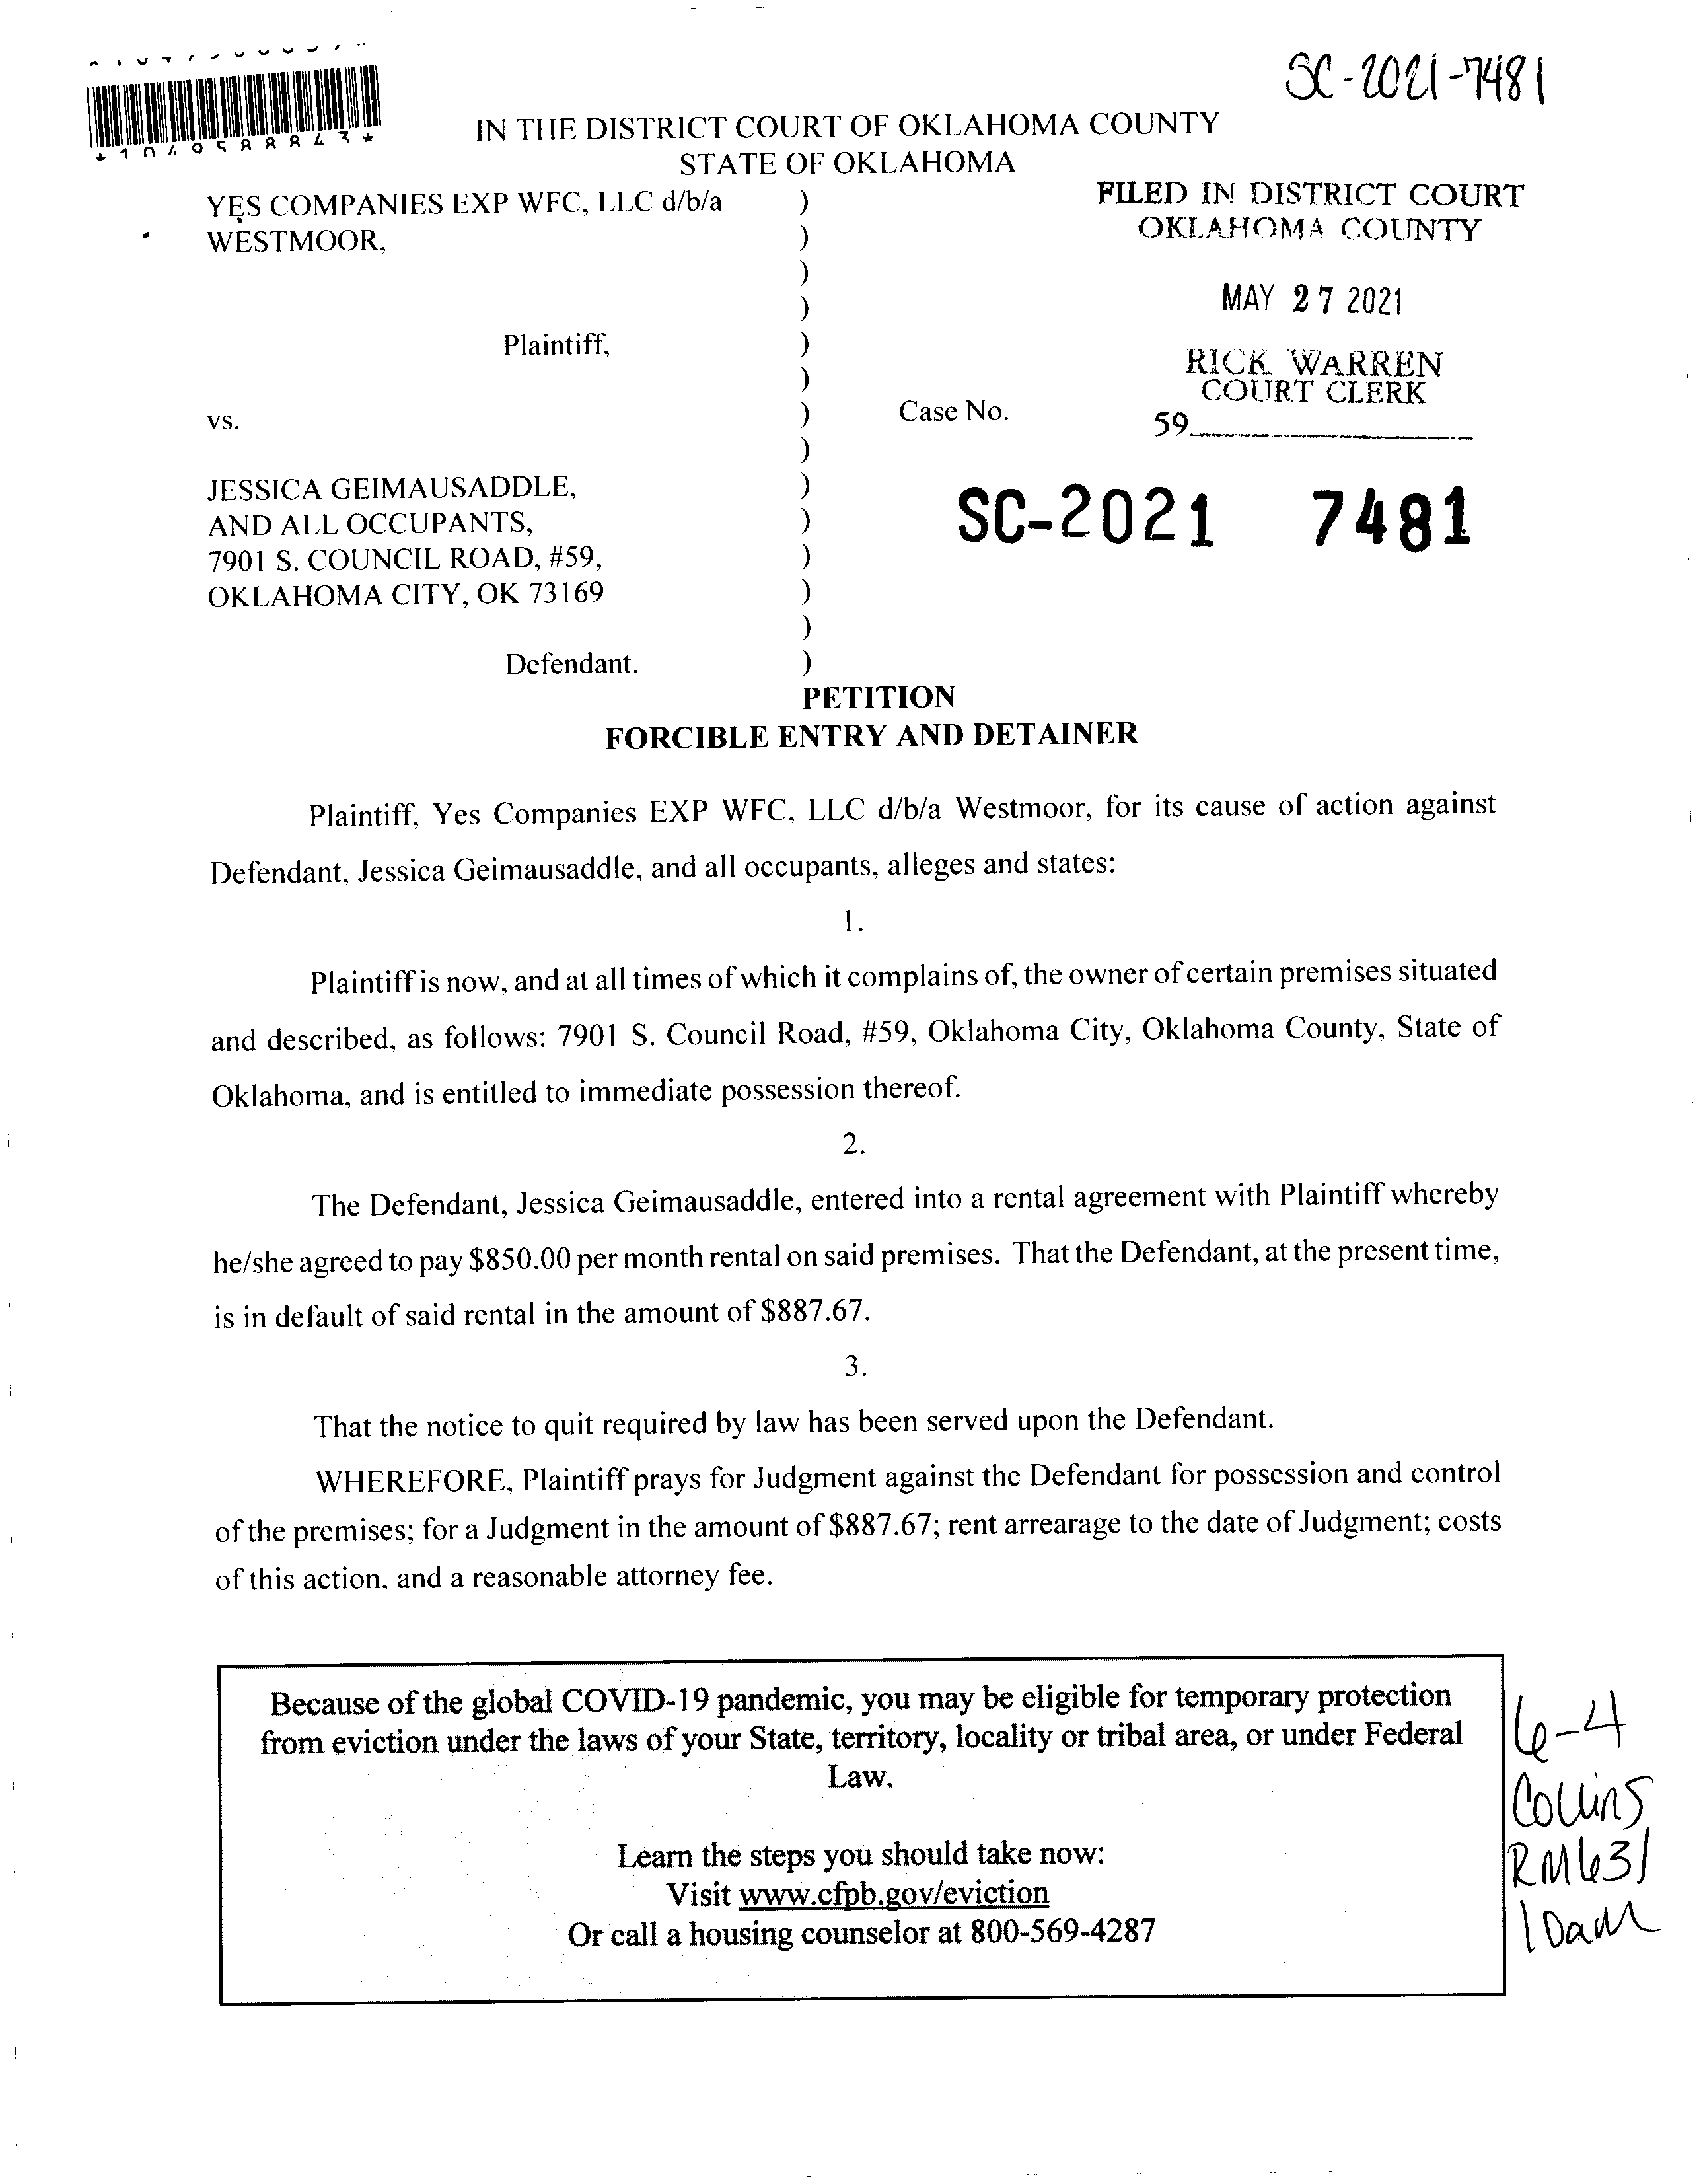 SC-2021-7481
*1049588843*
IN THE DISTRICT COURT OF OKLAHOMA COUNTY
STATE OF OKLAHOMA
YES COMPANIES EXP WFC, LLC d/b/a )
WESTMOOR, )
)
)
Plaintiff, )
)
vs. ) Case No.
)
JESSICA GEIMAUSADDLE, )
AND ALL OCCUPANTS, )
7901 S. COUNCIL ROAD, #59, )
OKLAHOMA CITY, OK 73169 )
)
Defendant. )
FILED IN DISTRICT COURT
OKLAHOMA COUNTY
MAY 27 2021
RICK WARREN
COURT CLERK
59
SC-2021 7481
PETITION
FORCIBLE ENTRY AND DETAINER
Plaintiff, Yes Companies EXP WFC, LLC d/b/a Westmoor, for its cause of action against
Defendant, Jessica Geimausaddle, and all occupants, alleges and states:
1.
Plaintiff is now, and at all times of which it complains of, the owner of certain premises situated
and described, as follows: 7901 S. Council Road, #59, Oklahoma City, Oklahoma County, State of
Oklahoma, and is entitled to immediate possession thereof.
2.
The Defendant, Jessica Geimausaddle, entered into a rental agreement with Plaintiff whereby
he/she agreed to pay $850.00 per month rental on said premises. That the Defendant, at the present time,
is in default of said rental in the amount of $887.67.
3.
That the notice to quit required by law has been served upon the Defendant.
WHEREFORE, Plaintiff prays for Judgment against the Defendant for possession and control
of the premises; for a Judgment in the amount of $887.67; rent arrearage to the date of Judgment; costs
of this action, and a reasonable attorney fee.
Because of the global COVID-19 pandemic, you may be eligible for temporary protection
from eviction under the laws of your State, territory, locality or tribal area, or under Federal
Law.
Learn the steps you should take now:
Visit www.cfpb.gov/eviction
Or call a housing counselor at 800-569-4287
6-4
Collins
RM631
10am